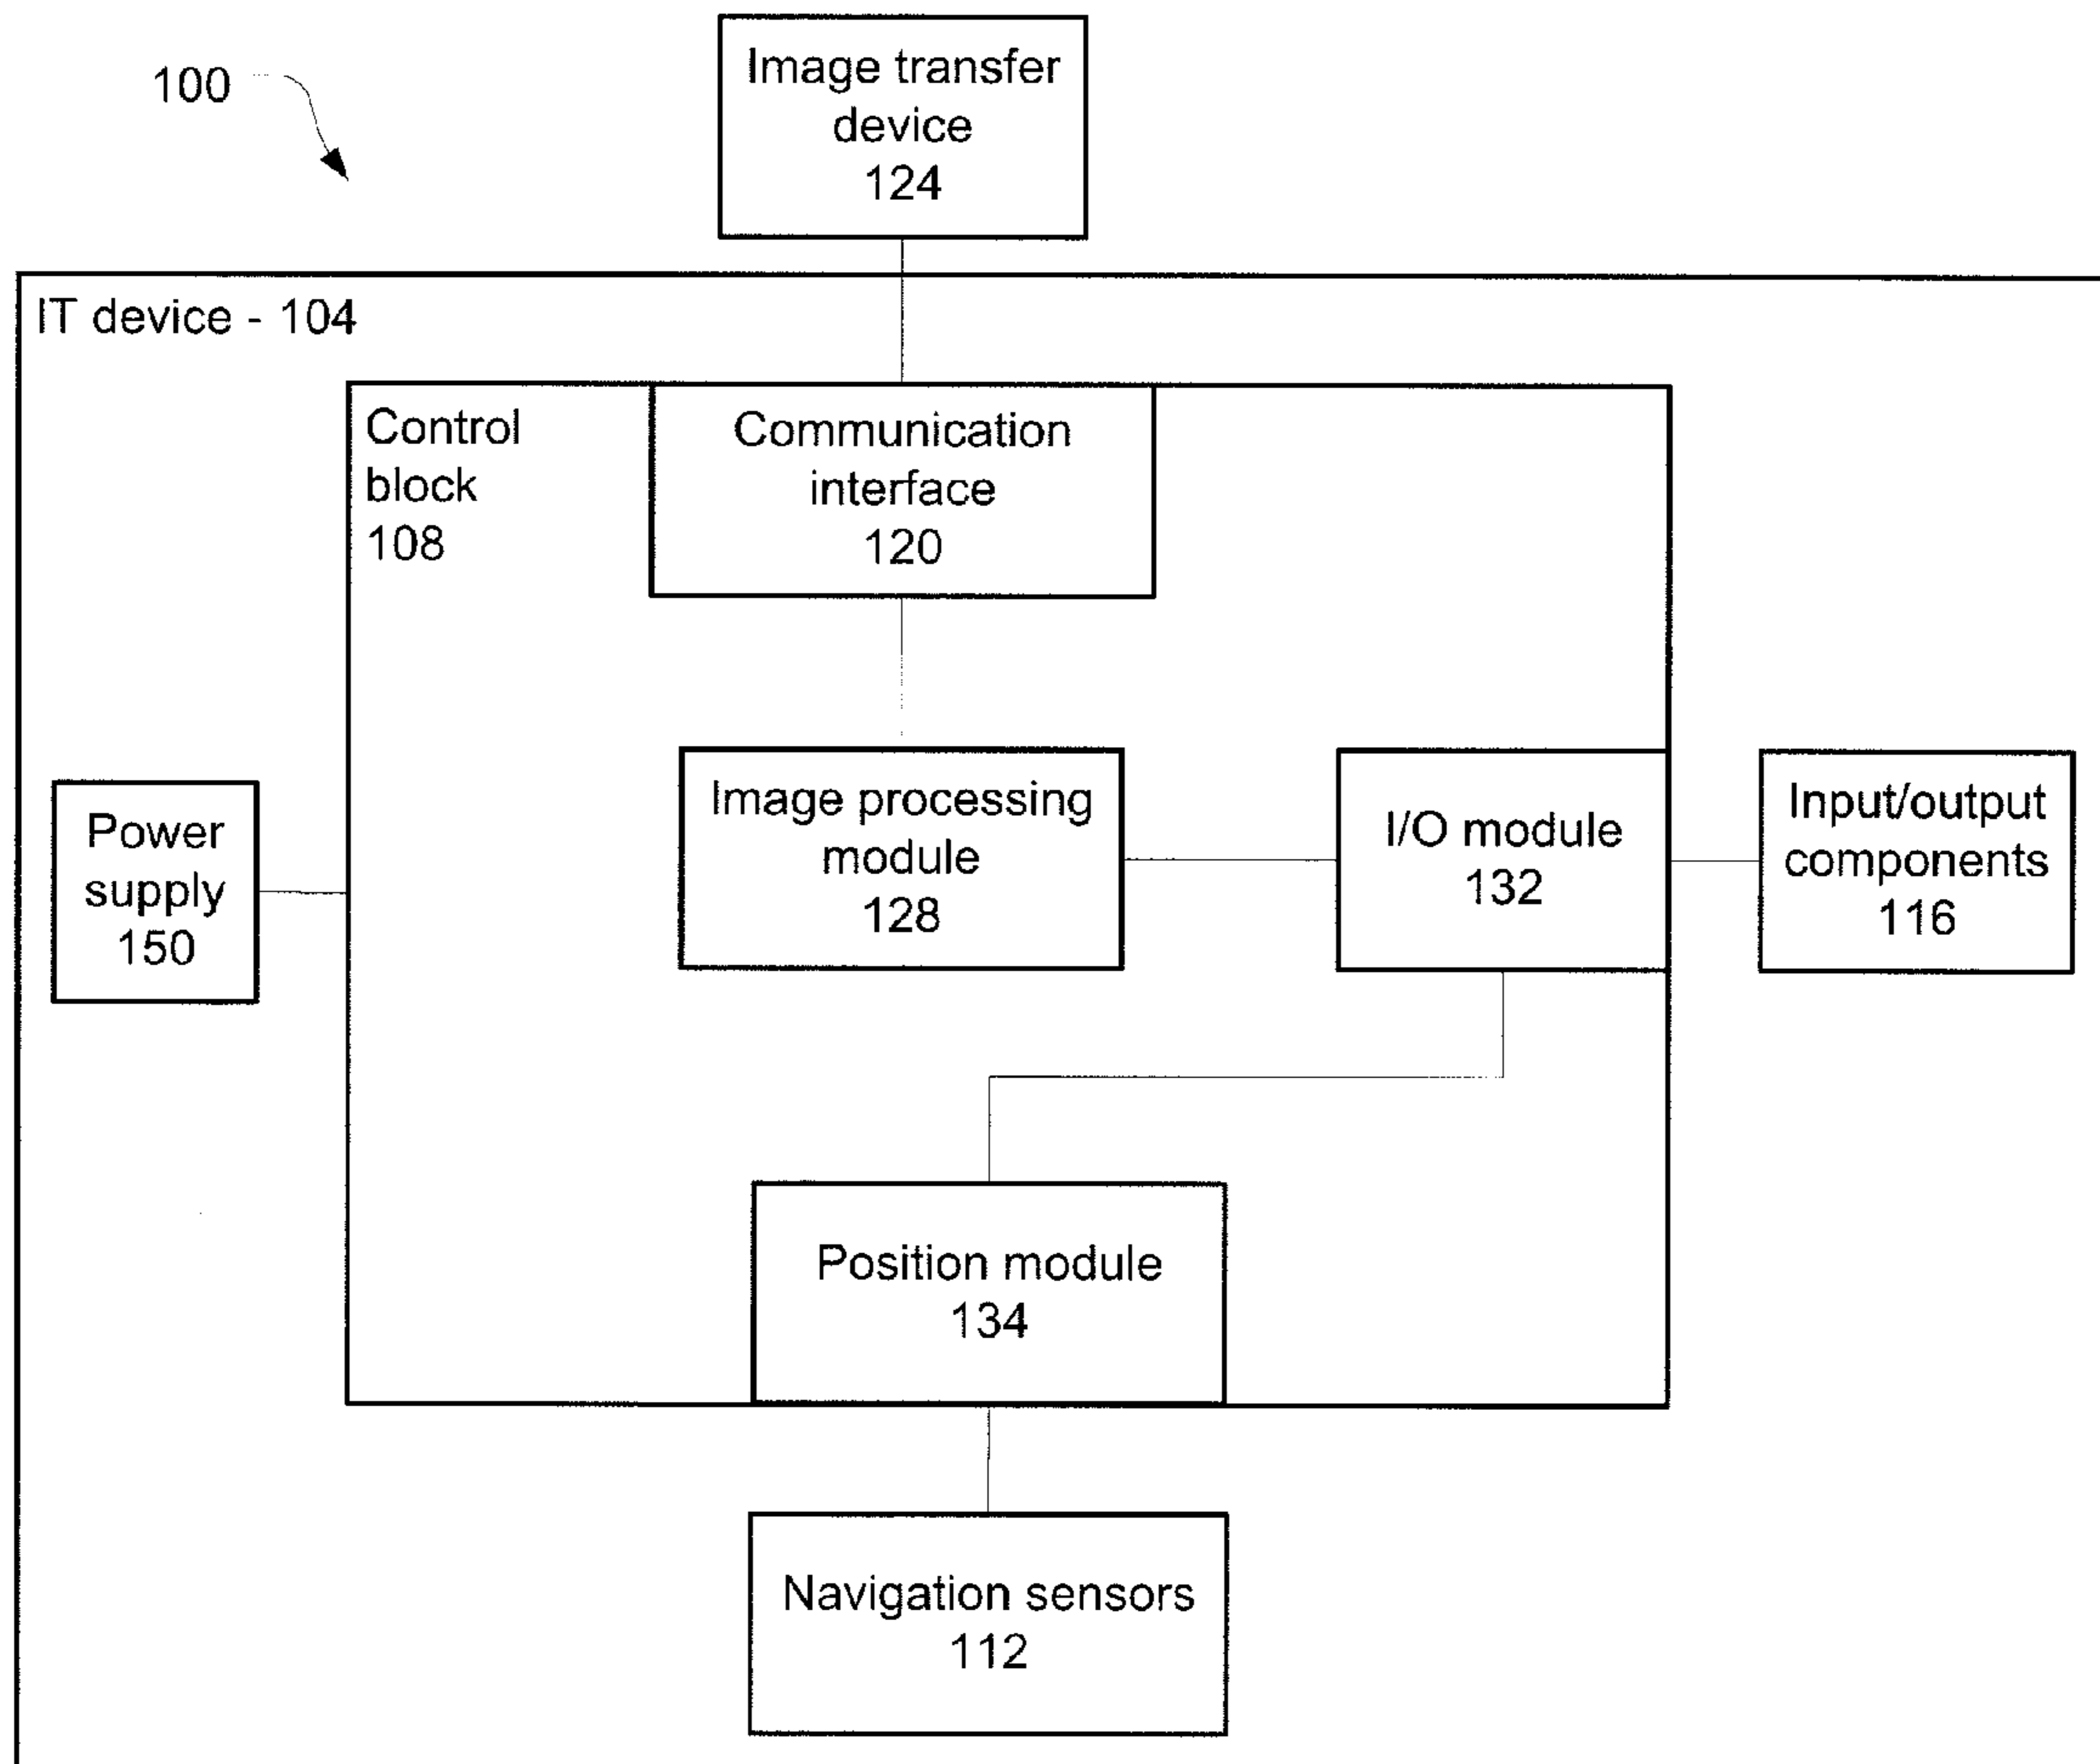 100
Image transfer
device
124
IT device - 104
Control
block
108
Communication
interface
120
Power
supply
150
Image processing
module
128
I/O module
132
Input/output
components
116
Position module
134
Navigation sensors
112